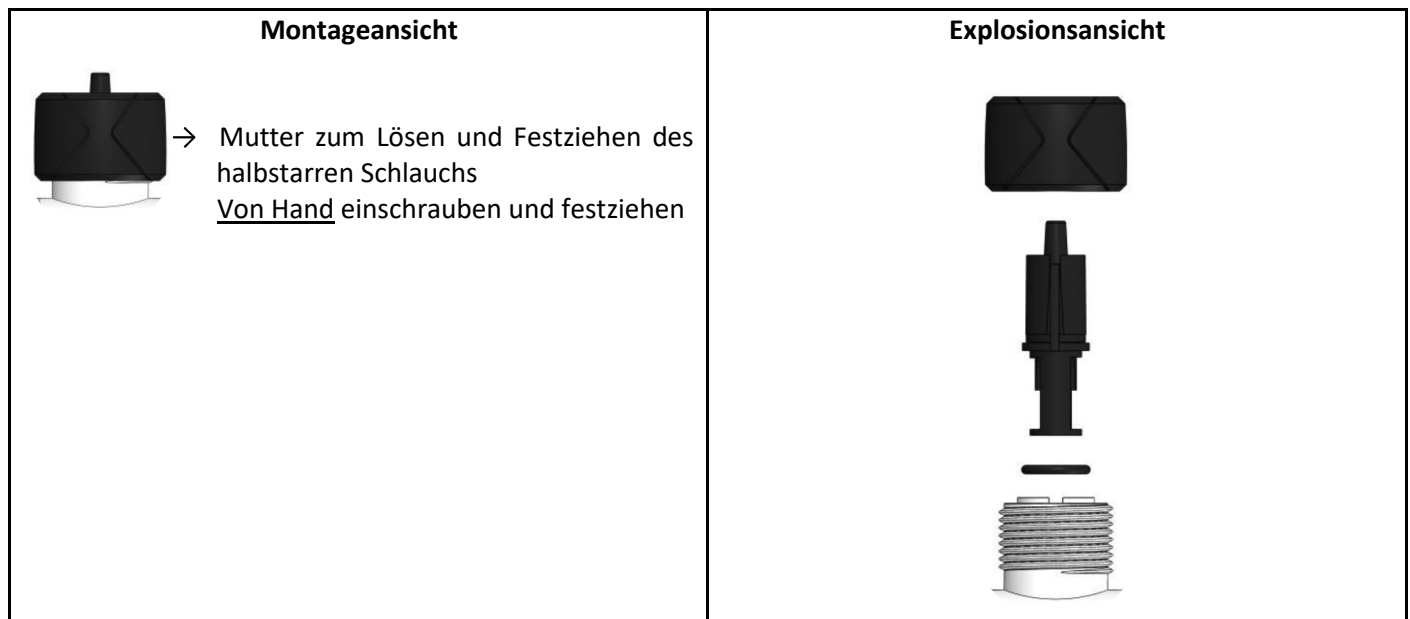 Montageansicht
Explosionsansicht
→ Mutter zum Lösen und Festziehen des
halbstarren Schlauchs
Von Hand einschrauben und festziehen